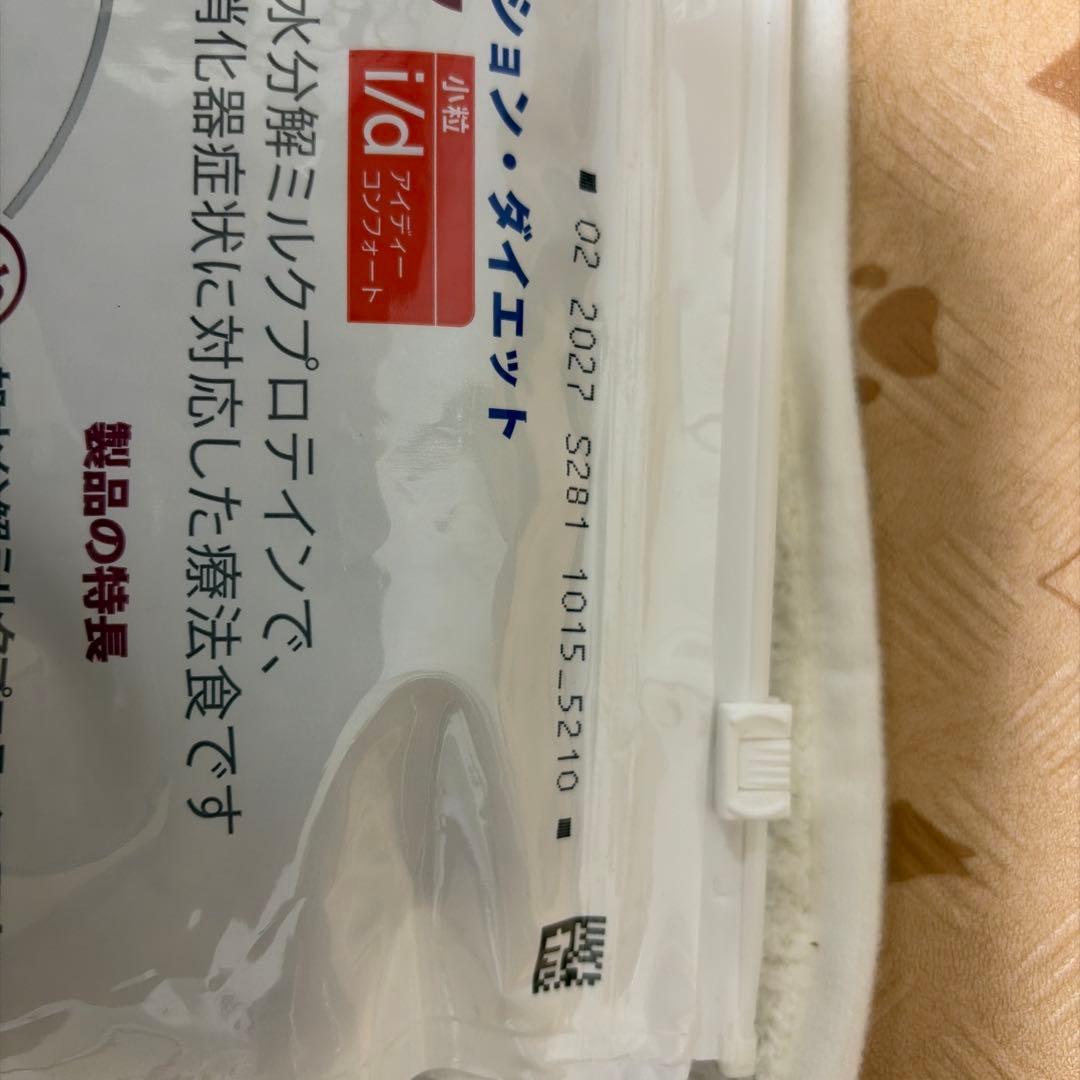 ション・ダイエット
小粒
i/d
アイディー
コンフォート
水分解ミルクプロテインで、
消化器症状に対応した療法食です
製品の特長
02 2027 S281 1015_5210